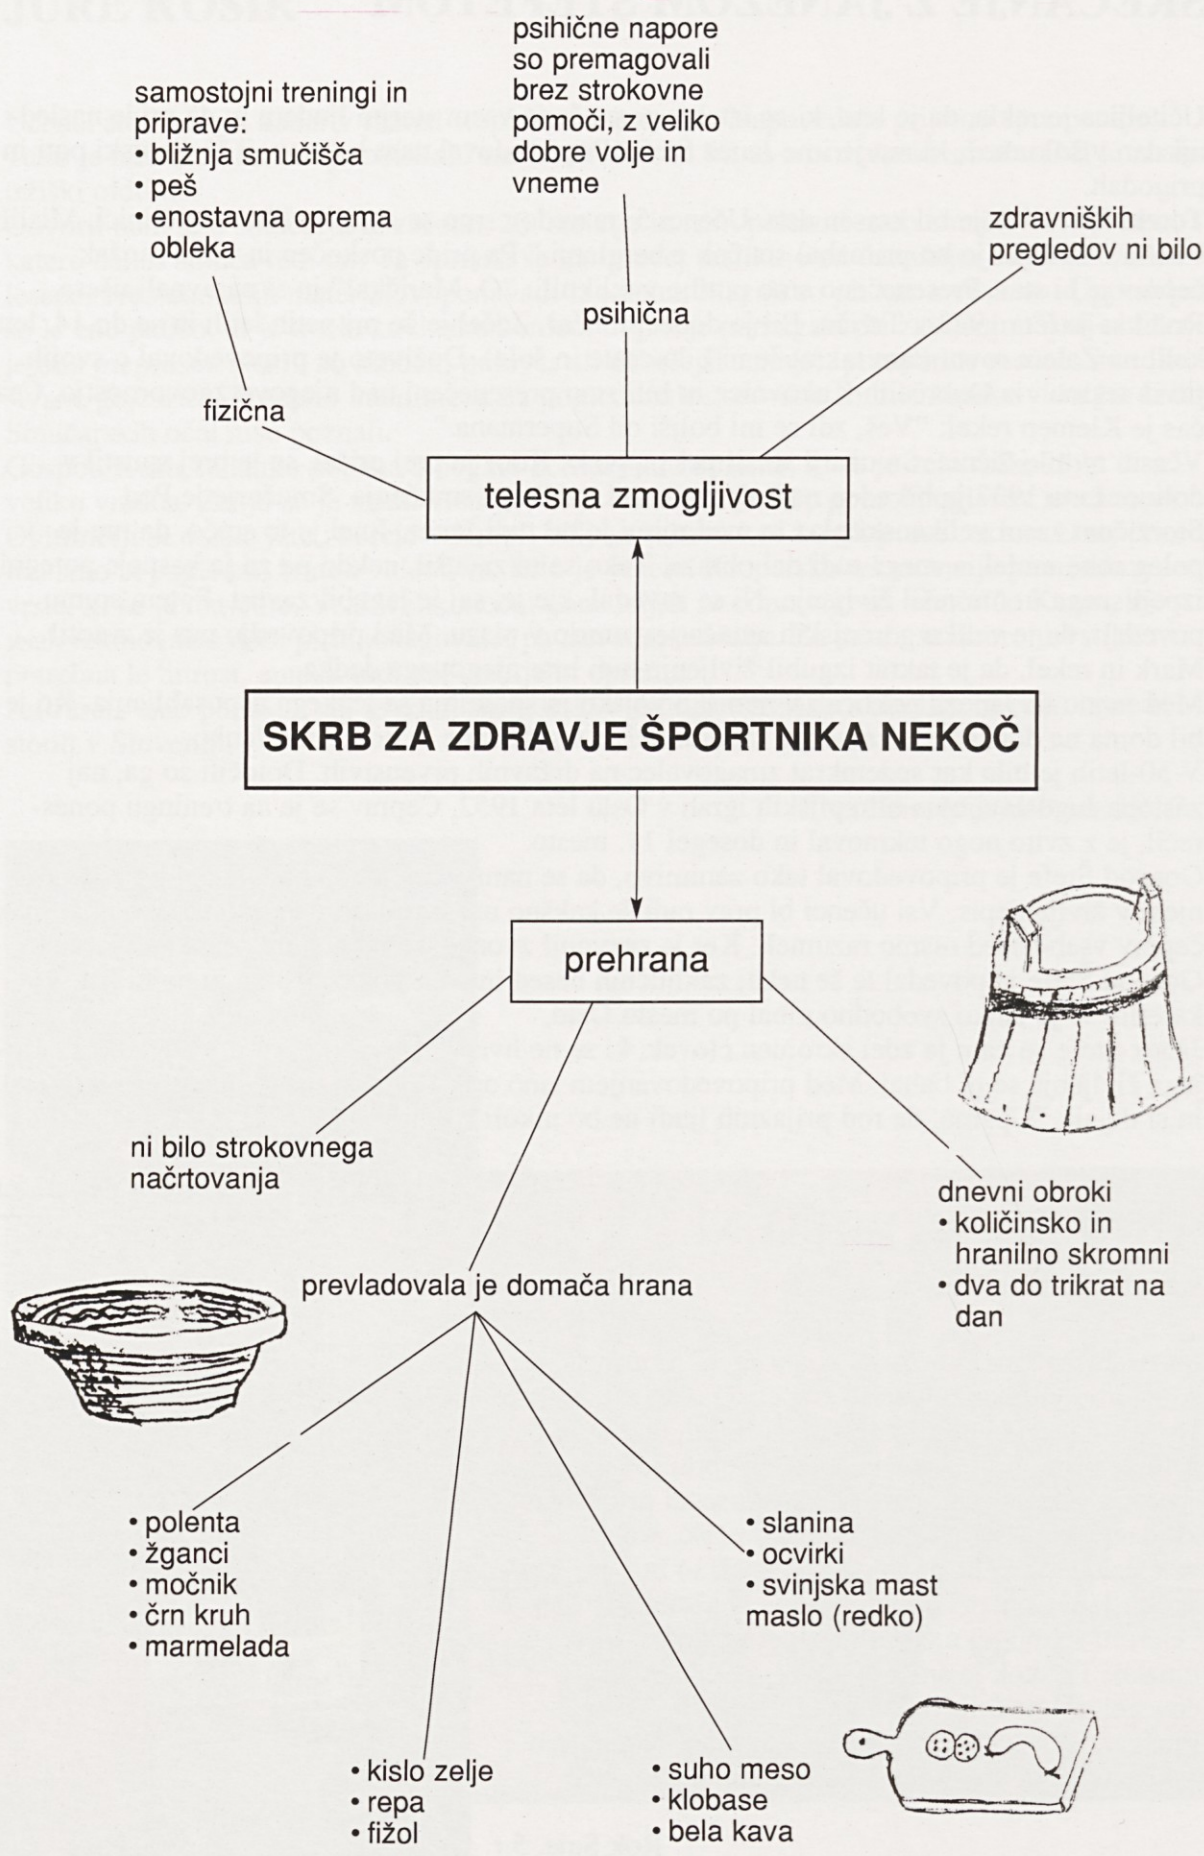 psihične napore
so premagovali
brez strokovne
pomoči, z veliko
dobre volje in
vneme
samostojni treningi in
priprave:
• bližnja smučišča
• peš
• enostavna oprema
obleka
zdravniških
pregledov ni bilo
psihična
fizična
telesna zmogljivost
SKRB ZA ZDRAVJE ŠPORTNIKA NEKOČ
prehrana
ni bilo strokovnega
načrtovanja
dnevni obroki
• količinsko in
hranilno skromni
• dva do trikrat na
dan
prevladovala je domača hrana
• polenta
• žganci
• močnik
• črn kruh
• marmelada
• slanina
• ocvirki
• svinjska mast
maslo (redko)
• kislo zelje
• repa
• fižol
• suho meso
• klobase
• bela kava